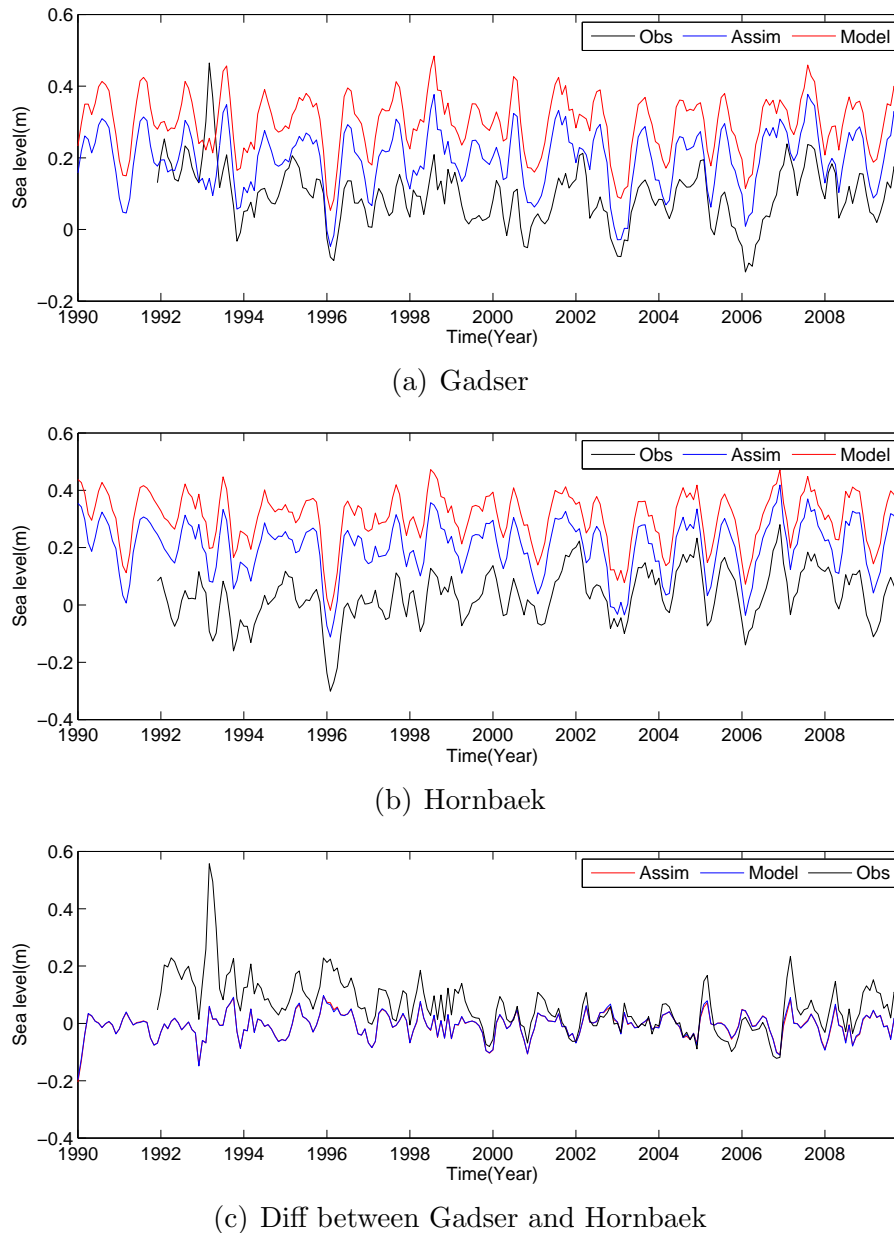 0.6
Obs Assim Model
0.4
0.2
0
−0.2
Sea level(m)
1990 1992 1994 1996 1998 2000 2002 2004 2006 2008
Time(Year)
(a) Gadser
0.6
Obs Assim Model
0.4
0.2
0
−0.2
−0.4
Sea level(m)
1990 1992 1994 1996 1998 2000 2002 2004 2006 2008
Time(Year)
(b) Hornbaek
0.6
Assim Model Obs
0.4
0.2
0
−0.2
−0.4
Sea level(m)
1990 1992 1994 1996 1998 2000 2002 2004 2006 2008
Time(Year)
(c) Diff between Gadser and Hornbaek